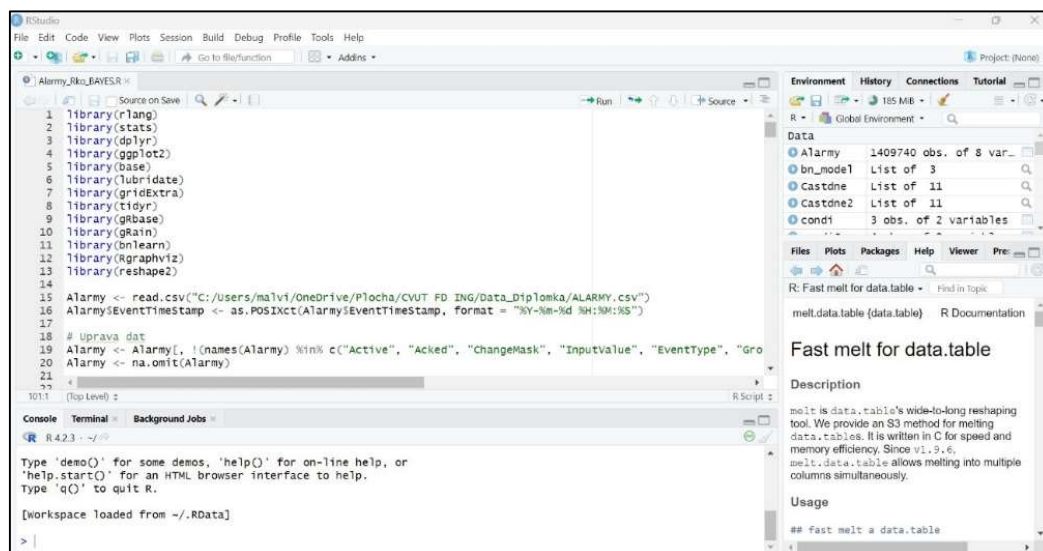 RStudio
File Edit Code View Plots Session Build Debug Profile Tools Help
Go to file/function Addins
Project: (None)
Alarmy_Rko_BAYES.R
Source on Save Run Source
1 library(rlang)
2 library(stats)
3 library(dplyr)
4 library(ggplot2)
5 library(base)
6 library(lubridate)
7 library(gridExtra)
8 library(tidyr)
9 library(gRbase)
10 library(gRain)
11 library(bnlearn)
12 library(Rgraphviz)
13 library(reshape2)
14
15 Alarmy <- read.csv("C:/Users/malvi/OneDrive/Plocha/CVUT FD ING/Data_Diplomka/ALARMY.csv")
16 Alarmy$EventTimeStamp <- as.POSIXct(Alarmy$EventTimeStamp, format = "%Y-%m-%d %H:%M:%S")
17
18 # Uprava dat
19 Alarmy <- Alarmy[, !(names(Alarmy) %in% c("Active", "Acked", "ChangeMask", "InputValue", "EventType", "Gro
20 Alarmy <- na.omit(Alarmy)
21
22
101:1 (Top Level) R Script
Console Terminal Background Jobs
R 4.2.3 · ~/
Type 'demo()' for some demos, 'help()' for on-line help, or
'help.start()' for an HTML browser interface to help.
Type 'q()' to quit R.
[Workspace loaded from ~/.RData]
>
Environment History Connections Tutorial
185 MiB
R Global Environment
Data
Alarmy 1409740 obs. of 8 var…
bn_model List of 3
Castdne List of 11
Castdne2 List of 11
condi 3 obs. of 2 variables
Files Plots Packages Help Viewer Pre
R: Fast melt for data.table Find in Topic
melt.data.table {data.table} R Documentation
Fast melt for data.table
Description
melt is data.table's wide-to-long reshaping
tool. We provide an S3 method for melting
data.tables. It is written in C for speed and
memory efficiency. Since v1.9.6,
melt.data.table allows melting into multiple
columns simultaneously.
Usage
## fast melt a data.table